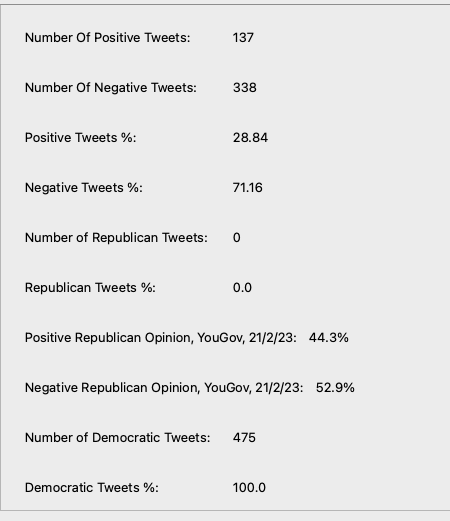 Number Of Positive Tweets: 137
Number Of Negative Tweets: 338
Positive Tweets %: 28.84
Negative Tweets %: 71.16
Number of Republican Tweets: 0
Republican Tweets %: 0.0
Positive Republican Opinion, YouGov, 21/2/23: 44.3%
Negative Republican Opinion, YouGov, 21/2/23: 52.9%
Number of Democratic Tweets: 475
Democratic Tweets %: 100.0